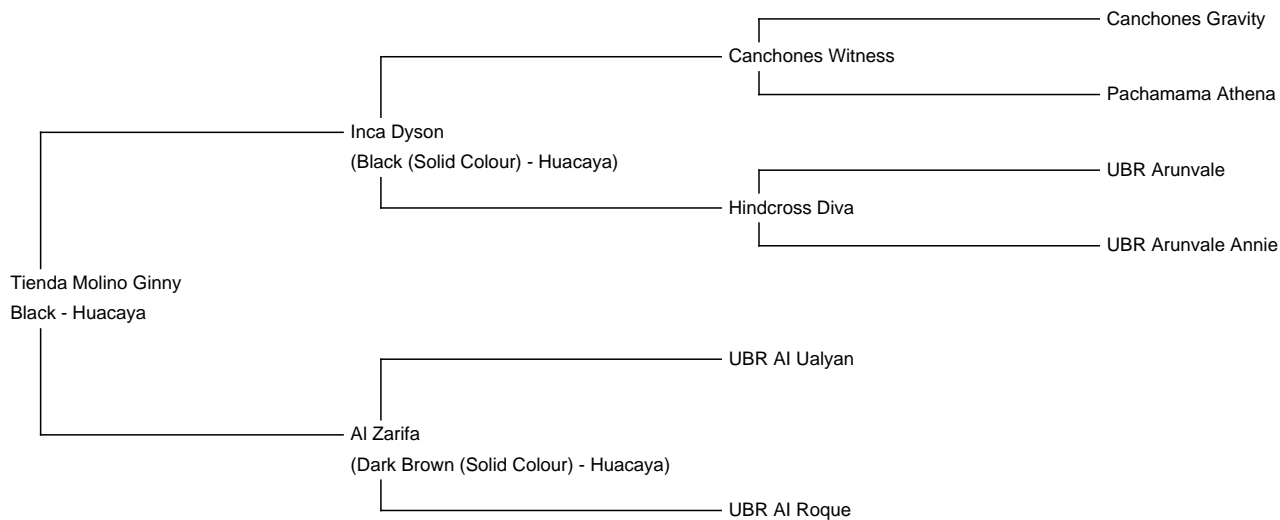 Canchones Gravity
Canchones Witness
Pachamama Athena
Inca Dyson
(Black (Solid Colour) - Huacaya)
UBR Arunvale
Hindcross Diva
UBR Arunvale Annie
Tienda Molino Ginny
Black - Huacaya
UBR AI Ualyan
Al Zarifa
(Dark Brown (Solid Colour) - Huacaya)
UBR AI Roque